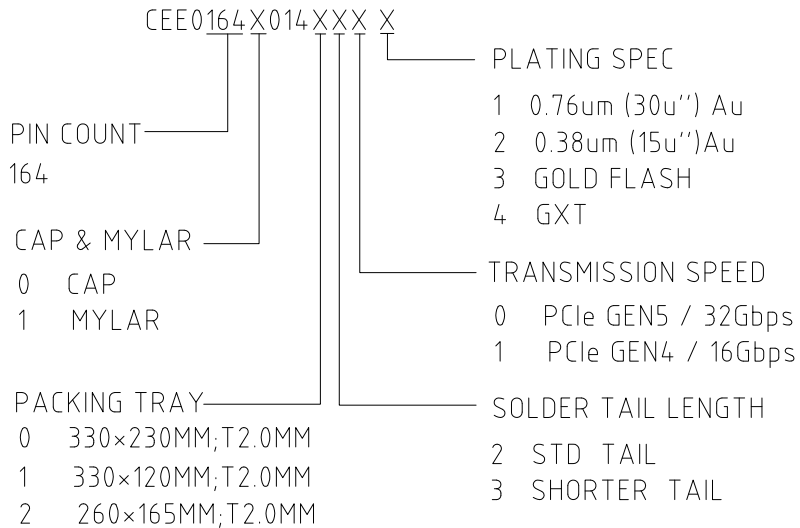 CEE0164X014XXX X
PIN COUNT
164
CAP & MYLAR
0 CAP
1 MYLAR
PACKING TRAY
0 330×230MM;T2.0MM
1 330×120MM;T2.0MM
2 260×165MM;T2.0MM
PLATING SPEC
1 0.76um (30u'') Au
2 0.38um (15u'')Au
3 GOLD FLASH
4 GXT
TRANSMISSION SPEED
0 PCIe GEN5 / 32Gbps
1 PCIe GEN4 / 16Gbps
SOLDER TAIL LENGTH
2 STD TAIL
3 SHORTER TAIL